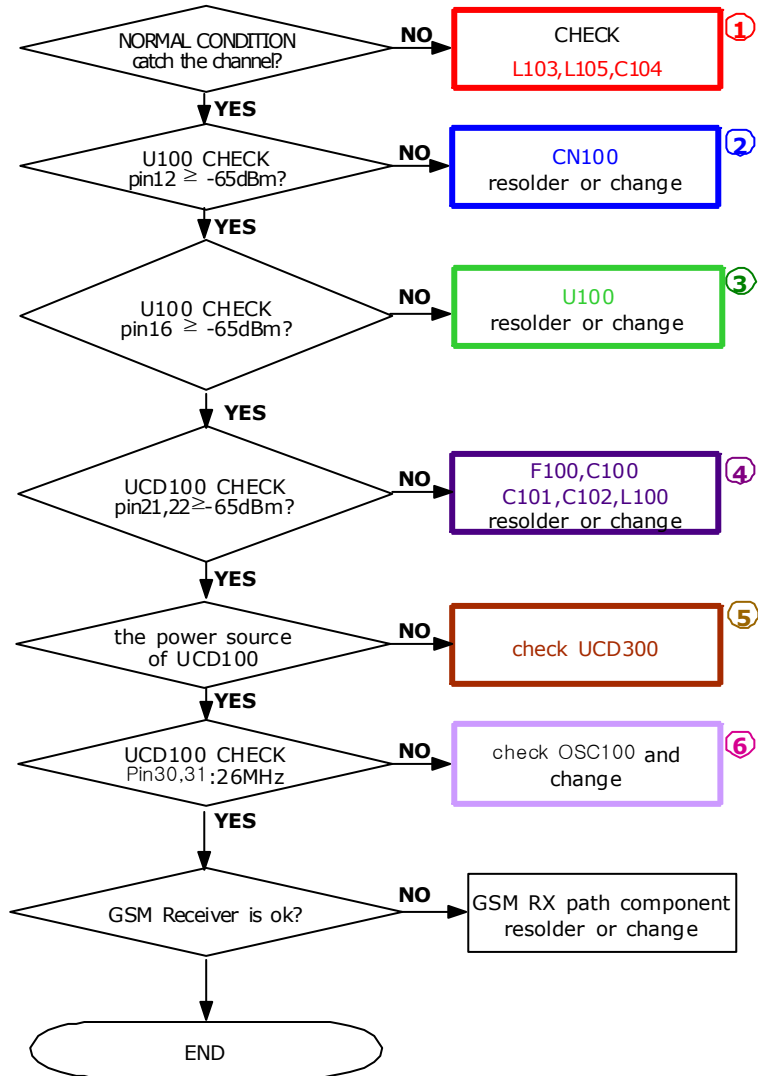 NORMAL CONDITION
catch the channel?
NO
CHECK
L103,L105,C104
1
YES
U100 CHECK
pin12 ≥ -65dBm?
NO
CN100
resolder or change
2
YES
U100 CHECK
pin16 ≥ -65dBm?
NO
U100
resolder or change
3
YES
UCD100 CHECK
pin21,22≥-65dBm?
NO
F100,C100
C101,C102,L100
resolder or change
4
YES
the power source
of UCD100
NO
check UCD300
5
YES
UCD100 CHECK
Pin30,31:26MHz
NO
check OSC100 and
change
6
YES
GSM Receiver is ok?
NO
GSM RX path component
resolder or change
END